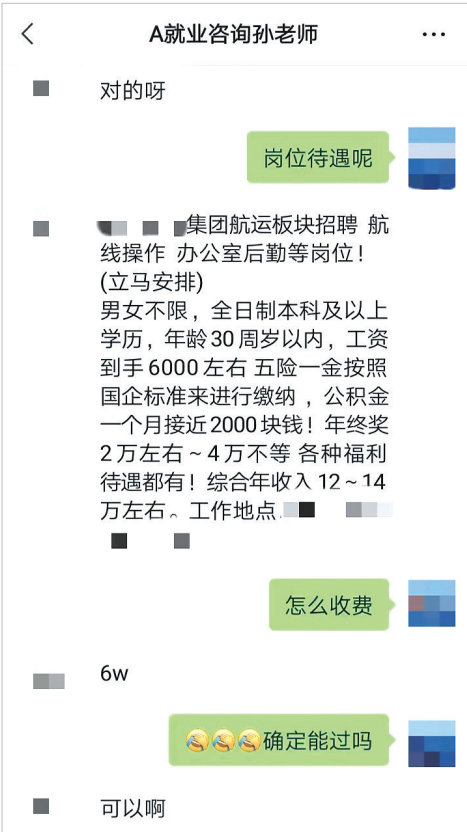 A就业咨询孙老师
对的呀
岗位待遇呢
集团航运板块招聘 航
线操作 办公室后勤等岗位！
(立马安排)
男女不限，全日制本科及以上
学历，年龄30周岁以内，工资
到手6000左右 五险一金按照
国企标准来进行缴纳 ，公积金
一个月接近2000块钱！年终奖
2万左右～4万不等 各种福利
待遇都有！综合年收入 12～14
万左右。工作地点
怎么收费
6w
🤣🤣🤣确定能过吗
可以啊